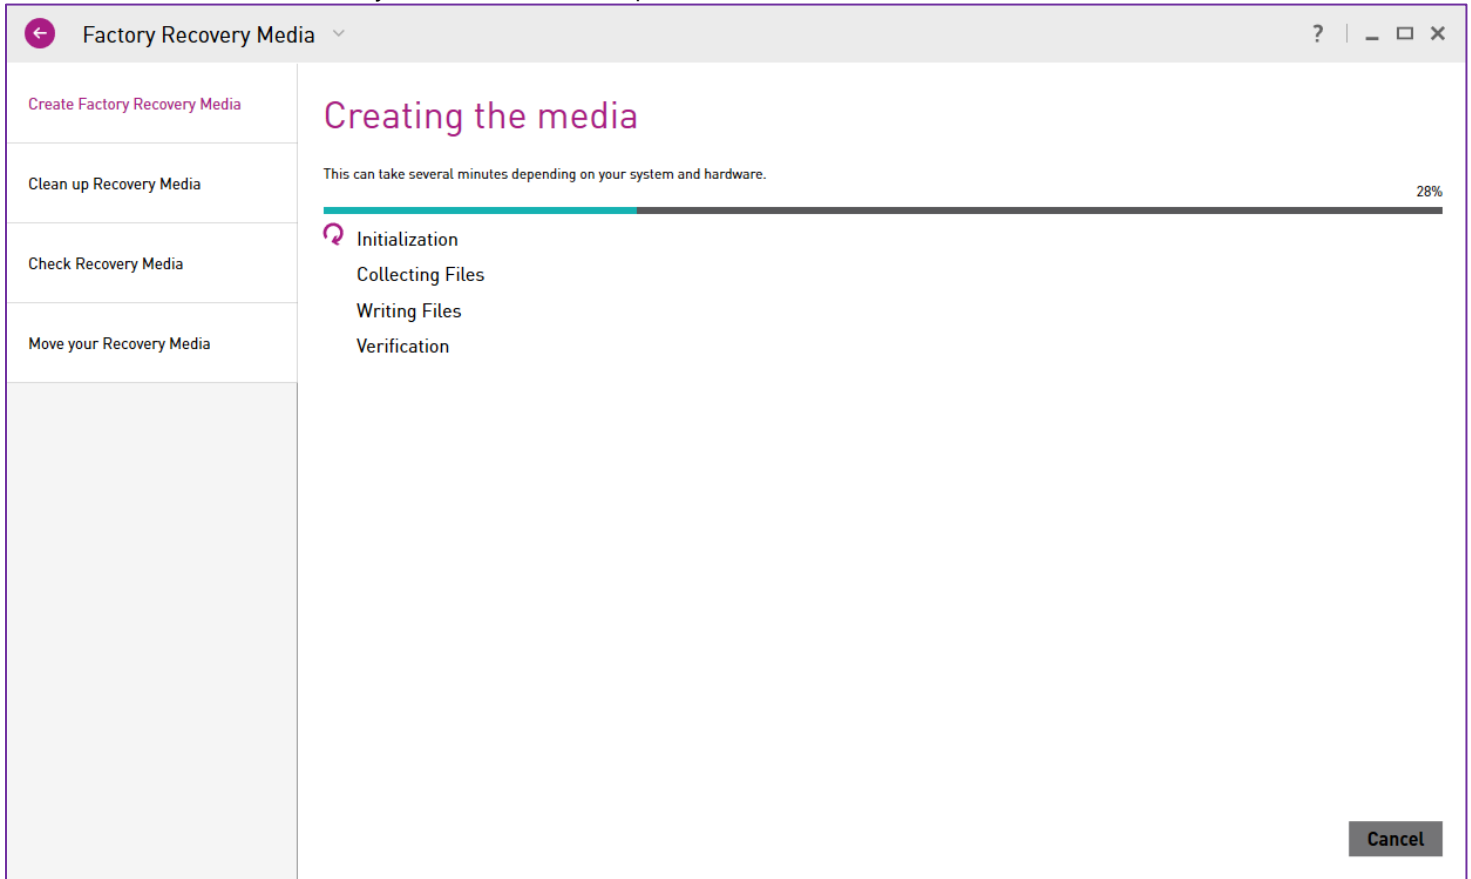 Factory Recovery Media
?
Create Factory Recovery Media
Clean up Recovery Media
Check Recovery Media
Move your Recovery Media
Creating the media
This can take several minutes depending on your system and hardware.
28%
Initialization
Collecting Files
Writing Files
Verification
Cancel